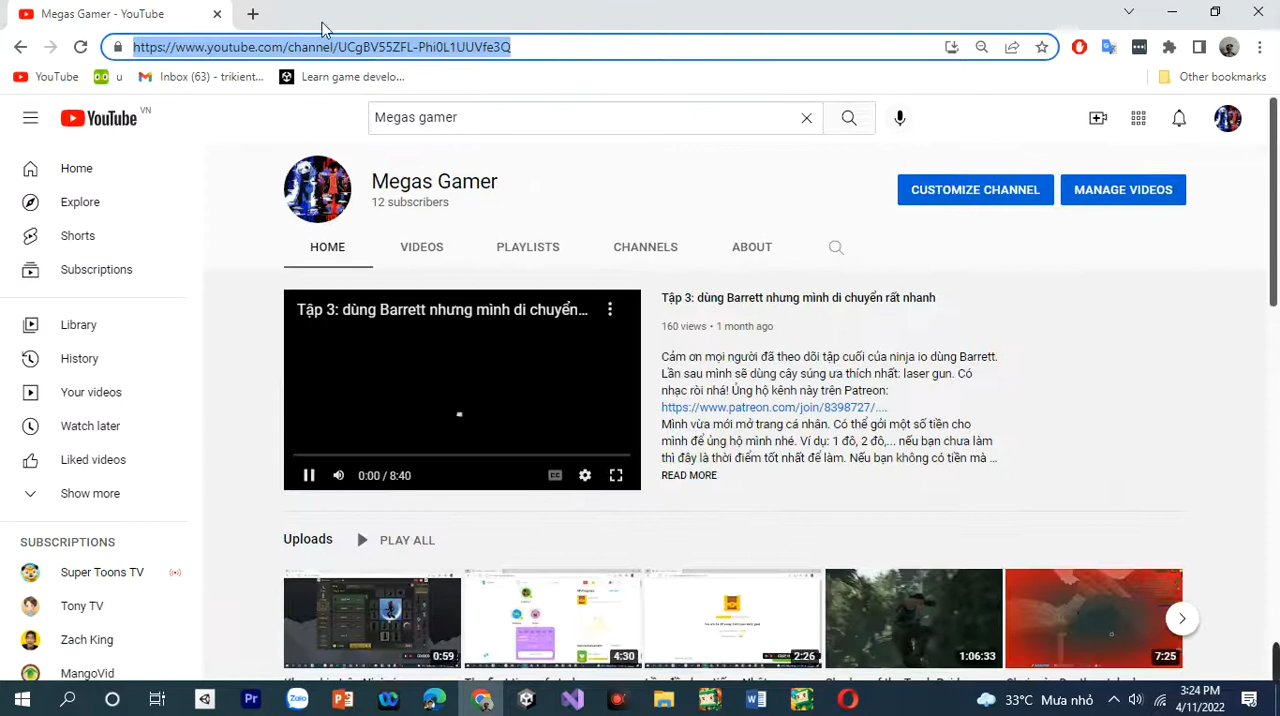 Megas Gamer - YouTube
https://www.youtube.com/channel/UCgBV55ZFL-Phi0L1UUVfe3Q
YouTube
u
Inbox (63) - trikient...
Learn game develo...
Other bookmarks
YouTube VN
Megas gamer
Home
Explore
Shorts
Subscriptions
Library
History
Your videos
Watch later
Liked videos
Show more
SUBSCRIPTIONS
Super Toons TV
Tony TV
Zach King
Megas Gamer
12 subscribers
CUSTOMIZE CHANNEL
MANAGE VIDEOS
HOME
VIDEOS
PLAYLISTS
CHANNELS
ABOUT
Tập 3: dùng Barrett nhưng mình di chuyển...
0:00 / 8:40
Tập 3: dùng Barrett nhưng mình di chuyển rất nhanh
160 views • 1 month ago
Cảm ơn mọi người đã theo dõi tập cuối của ninja io dùng Barrett.
Lần sau mình sẽ dùng cây súng ưa thích nhất: laser gun. Có
nhạc rồi nhá! Ủng hộ kênh này trên Patreon:
https://www.patreon.com/join/8398727/....
Mình vừa mới mở trang cá nhân. Có thể gởi một số tiền cho
mình để ủng hộ mình nhé. Ví dụ: 1 đô, 2 đô,... nếu bạn chưa làm
thì đây là thời điểm tốt nhất để làm. Nếu bạn không có tiền mà ...
READ MORE
Uploads
PLAY ALL
0:59
4:30
2:26
06:33
7:25
33°C Mưa nhỏ
3:24 PM
4/11/2022